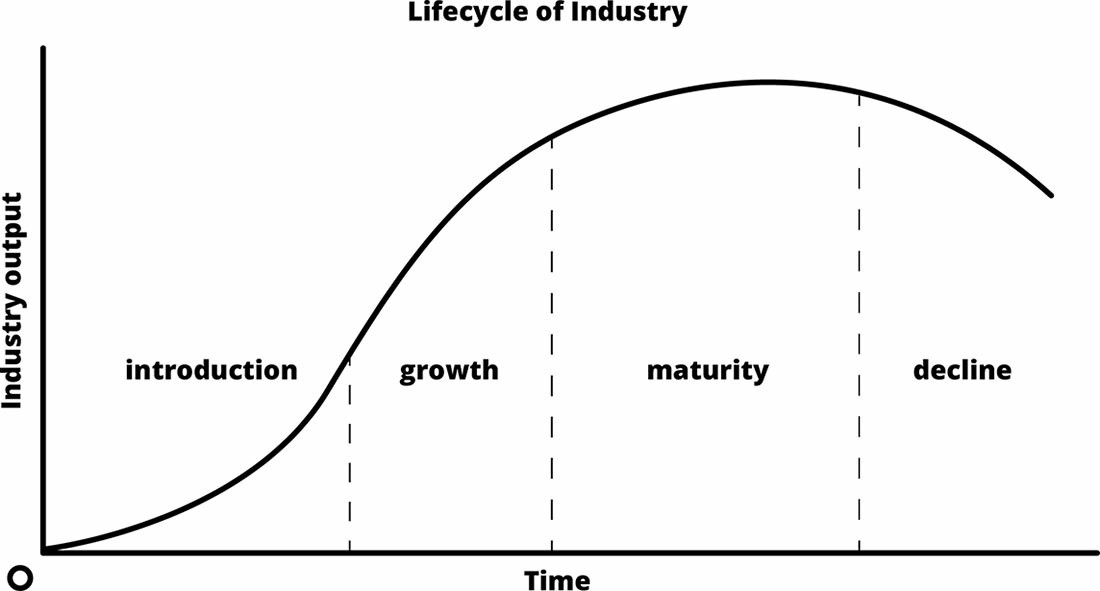 Lifecycle of Industry
Industry output
introduction
growth
maturity
decline
O
Time